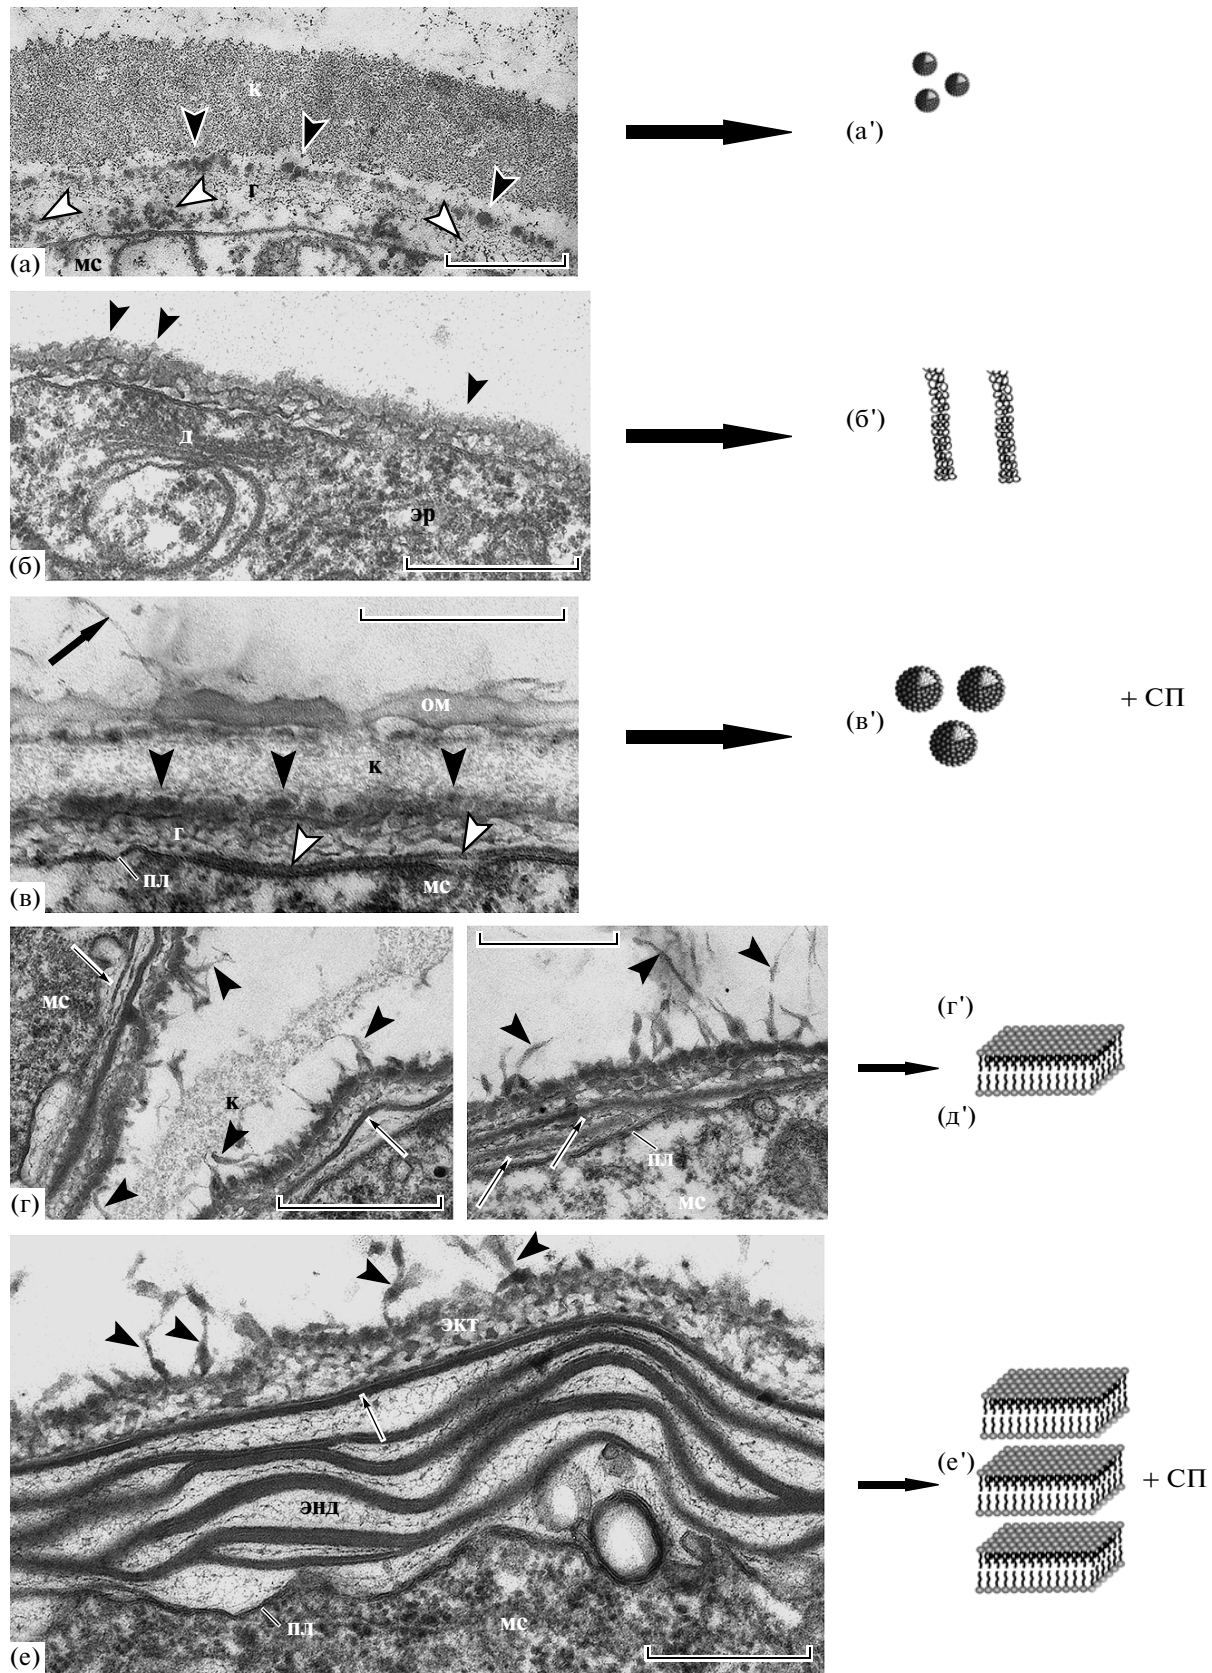 к
г
мс
(а)
(а')
д
эр
(б)
(б')
ом
к
г
пл
мс
(в)
(в')
+ СП
мс
к
(г)
пл
мс
(г')
(д')
экт
энд
пл
мс
(е)
(е')
+ СП